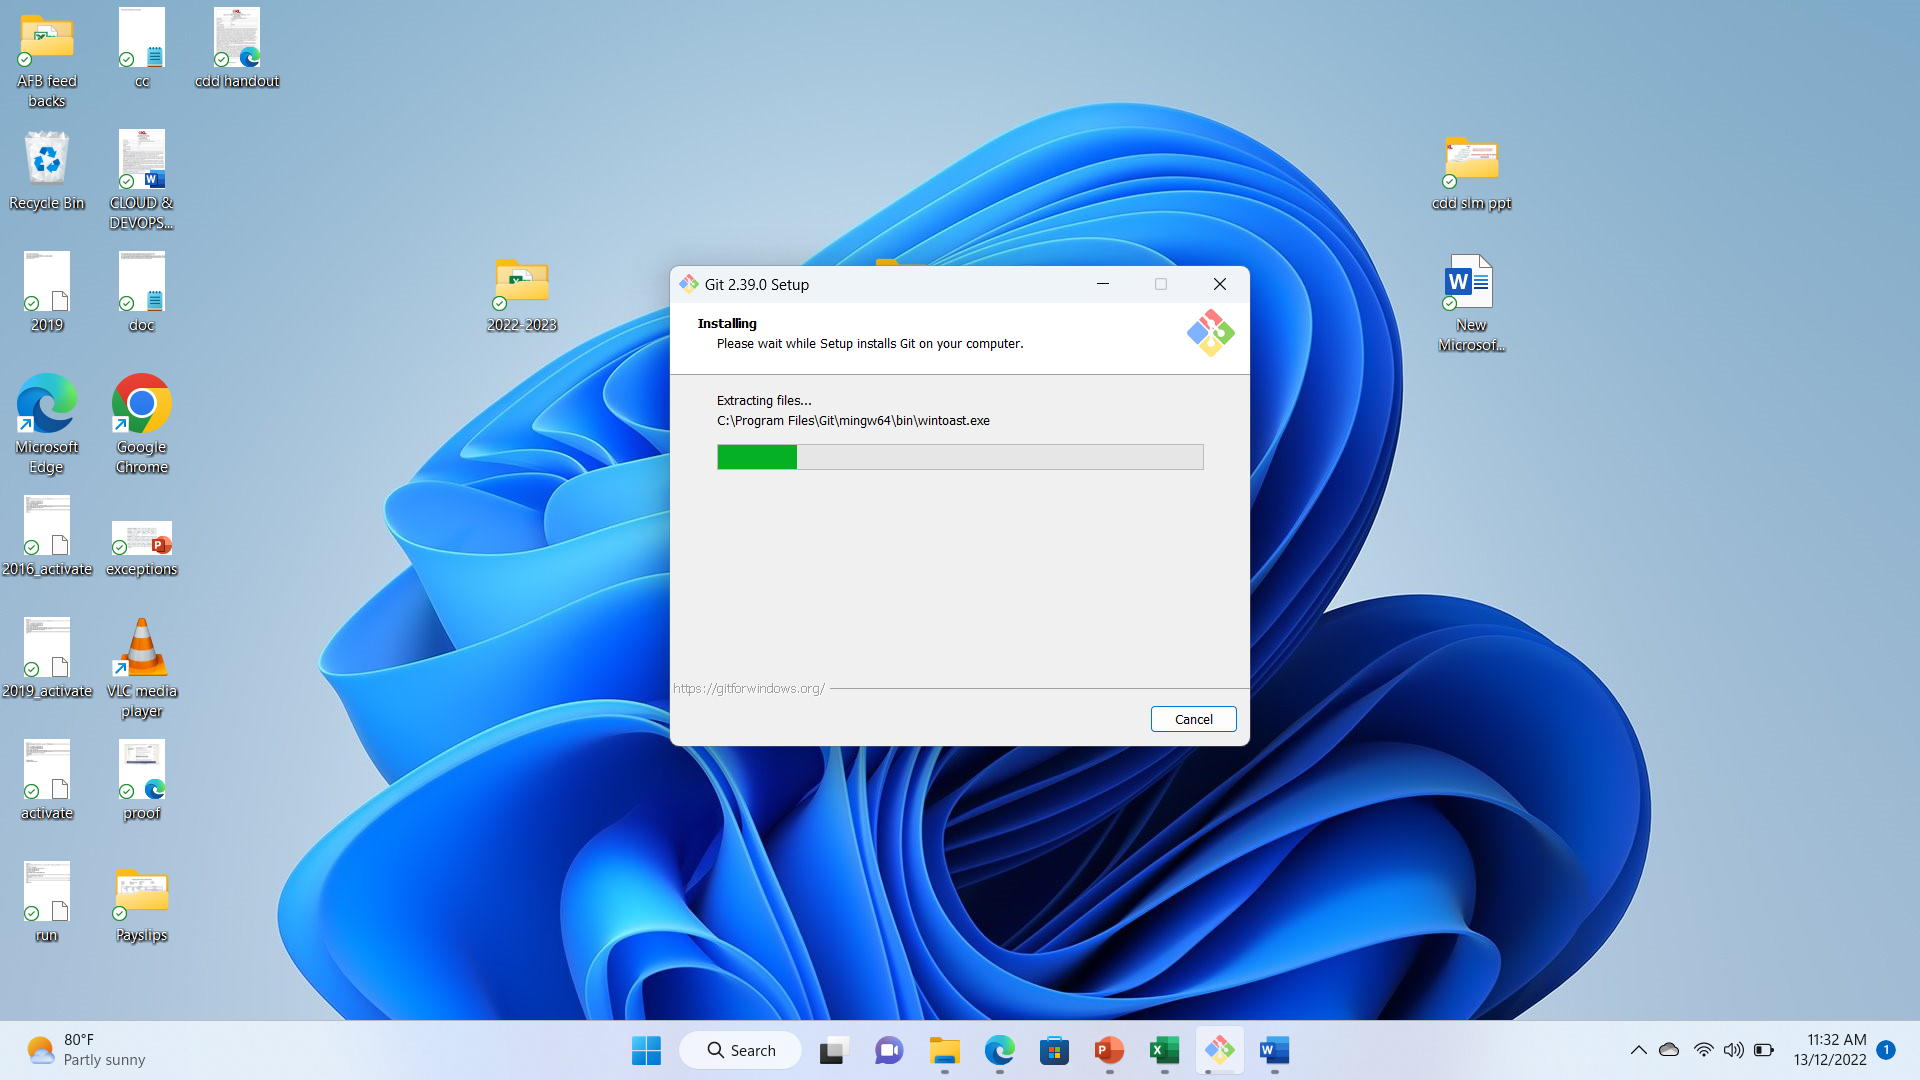 AFB feed
backs
cc
cdd handout
Recycle Bin
CLOUD &
DEVOPS...
cdd slm ppt
2019
doc
2022-2023
New
Microsof...
Microsoft
Edge
Google
Chrome
2016_activate
exceptions
2019_activate
VLC media
player
activate
proof
run
Payslips
Git 2.39.0 Setup
Installing
Please wait while Setup installs Git on your computer.
Extracting files...
C:\Program Files\Git\mingw64\bin\wintoast.exe
https://gitforwindows.org/
Cancel
80°F
Partly sunny
Search
11:32 AM
13/12/2022
1